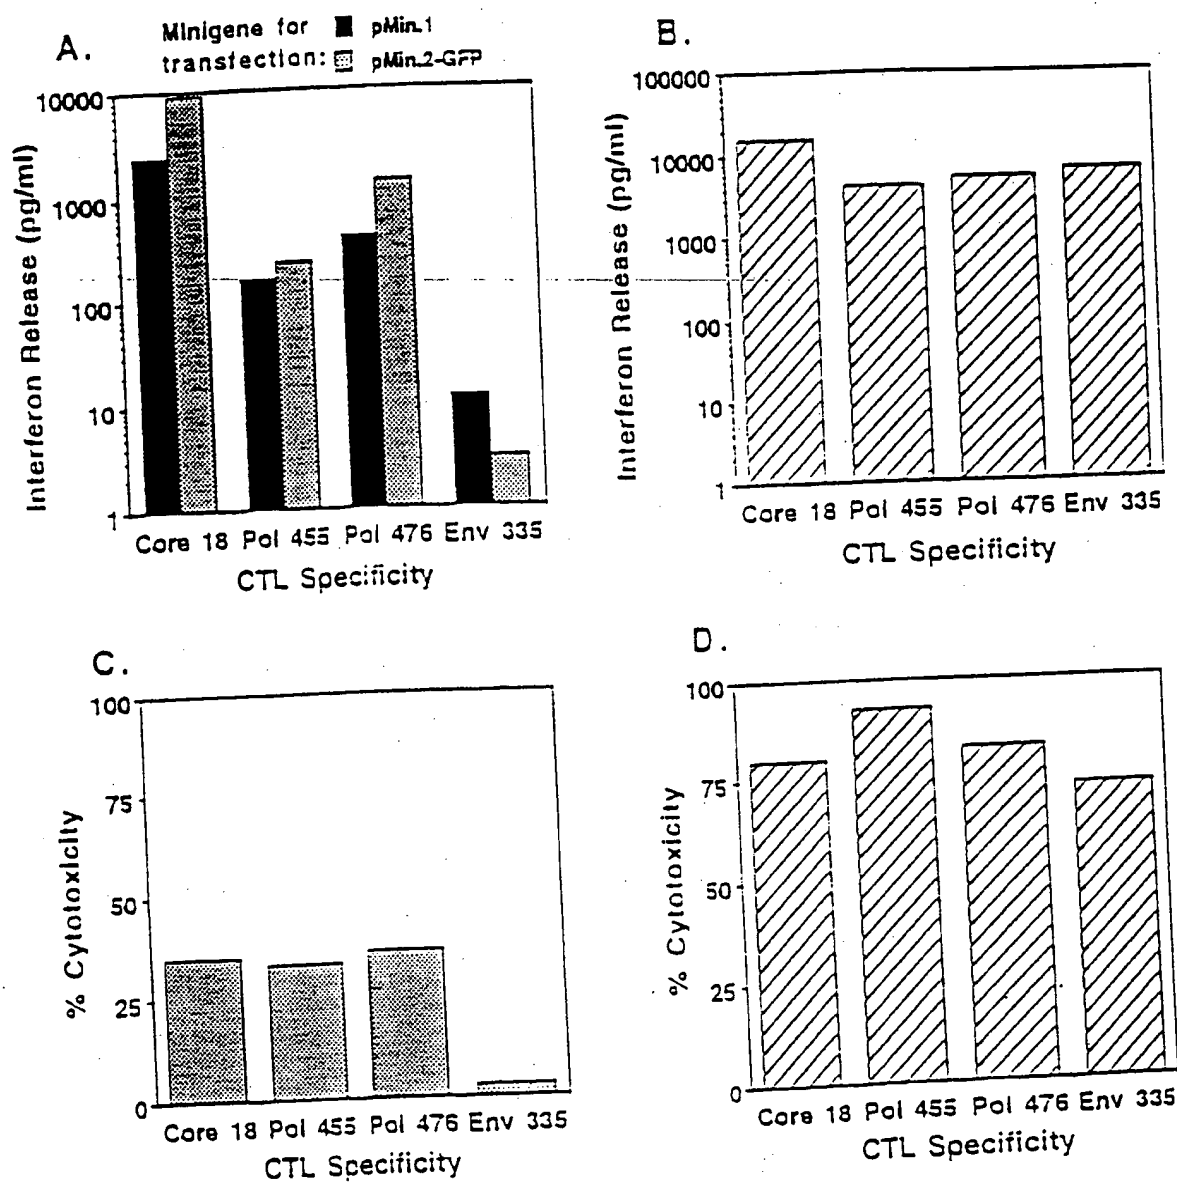 A.
Minigene for
transfection:
pMin.1
pMin.2-GFP
Interferon Release (pg/ml)
10000
1000
100
10
1
Core 18 Pol 455 Pol 476 Env 335
CTL Specificity
B.
Interferon Release (pg/ml)
100000
10000
1000
100
10
1
Core 18 Pol 455 Pol 476 Env 335
CTL Specificity
C.
% Cytotoxicity
100
75
50
25
0
Core 18 Pol 455 Pol 476 Env 335
CTL Specificity
D.
% Cytotoxicity
100
75
50
25
0
Core 18 Pol 455 Pol 476 Env 335
CTL Specificity